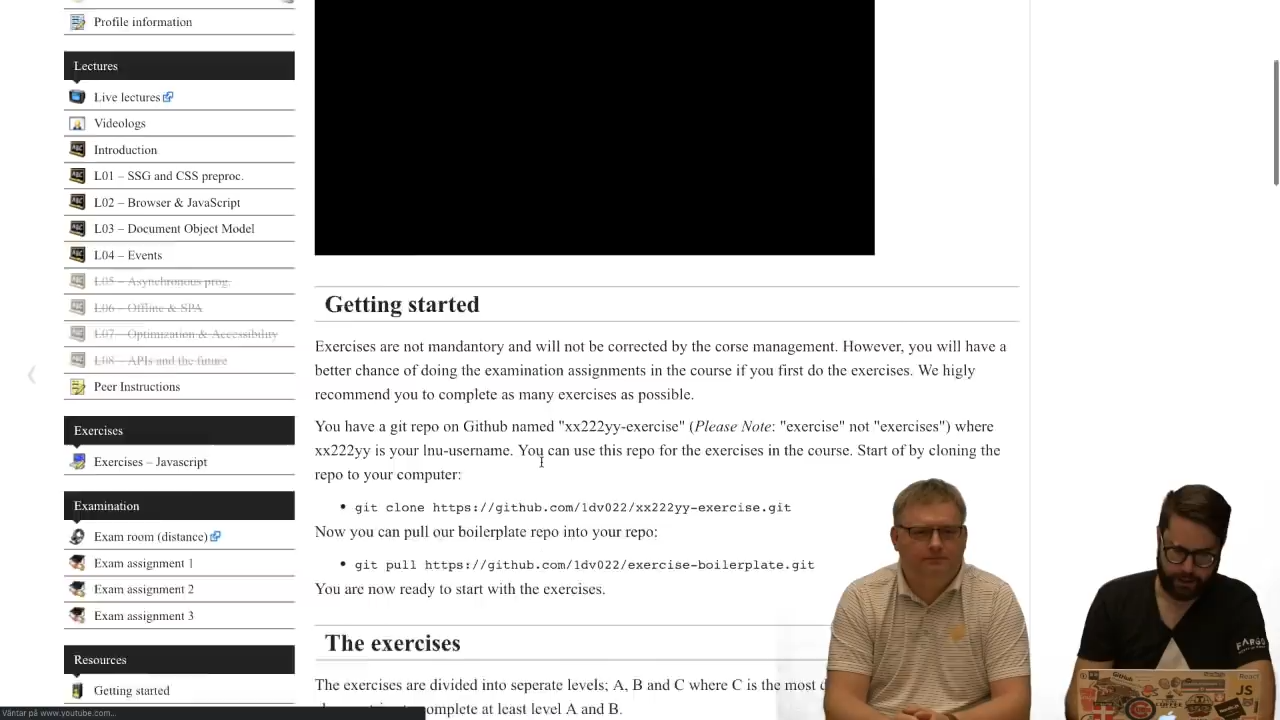 Profile information
Lectures
Live lectures
Videologs
Introduction
L01 – SSG and CSS preproc.
L02 – Browser & JavaScript
L03 – Document Object Model
L04 – Events
L05 – Asynchronous prog.
L06 – Offline & SPA
L07 – Optimization & Accessibility
L08 – APIs and the future
Peer Instructions
Exercises
Exercises – Javascript
Examination
Exam room (distance)
Exam assignment 1
Exam assignment 2
Exam assignment 3
Resources
Getting started
Väntar på www.youtube.com...
Getting started
Exercises are not mandantory and will not be corrected by the corse management. However, you will have a
better chance of doing the examination assignments in the course if you first do the exercises. We higly
recommend you to complete as many exercises as possible.
You have a git repo on Github named "xx222yy-exercise" (Please Note: "exercise" not "exercises") where
xx222yy is your lnu-username. You can use this repo for the exercises in the course. Start of by cloning the
repo to your computer:
• git clone https://github.com/1dv022/xx222yy-exercise.git
Now you can pull our boilerplate repo into your repo:
• git pull https://github.com/1dv022/exercise-boilerplate.git
You are now ready to start with the exercises.
The exercises
The exercises are divided into seperate levels; A, B and C where C is the most
complete at least level A and B.
FARGO
GitHub
React
JS